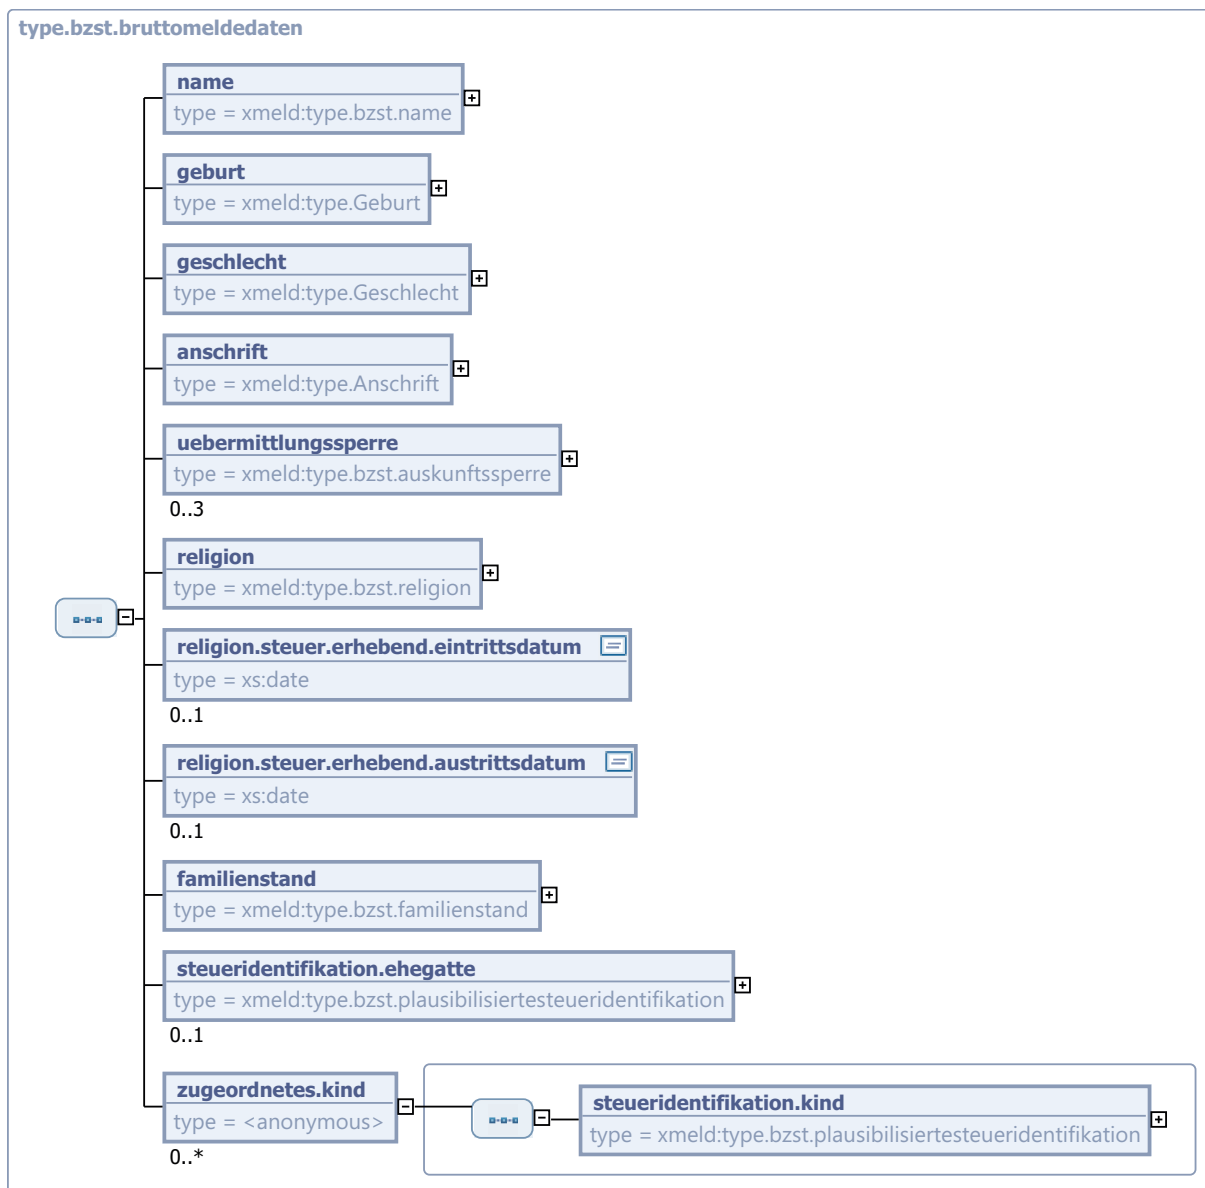 type.bzst.bruttomeldedaten
name
type = xmeld:type.bzst.name
geburt
type = xmeld:type.Geburt
geschlecht
type = xmeld:type.Geschlecht
anschrift
type = xmeld:type.Anschrift
uebermittlungssperre
type = xmeld:type.bzst.auskunftssperre
0..3
religion
type = xmeld:type.bzst.religion
religion.steuer.erhebend.eintrittsdatum
type = xs:date
0..1
religion.steuer.erhebend.austrittsdatum
type = xs:date
0..1
familienstand
type = xmeld:type.bzst.familienstand
steueridentifikation.ehegatte
type = xmeld:type.bzst.plausibilisiertesteueridentifikation
0..1
zugeordnetes.kind
type = <anonymous>
0..*
steueridentifikation.kind
type = xmeld:type.bzst.plausibilisiertesteueridentifikation